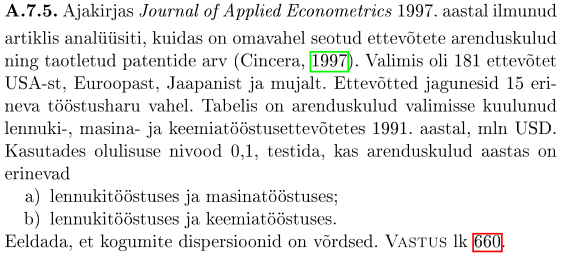 A.7.5. Ajakirjas Journal of Applied Econometrics 1997. aastal ilmunud
artiklis analüüsiti, kuidas on omavahel seotud ettevõtete arenduskulud
ning taotletud patentide arv (Cincera, 1997). Valimis oli 181 ettevõtet
USA-st, Euroopast, Jaapanist ja mujalt. Ettevõtted jagunesid 15 eri-
neva tööstusharu vahel. Tabelis on arenduskulud valimisse kuulunud
lennuki-, masina- ja keemiatööstusettevõtetes 1991. aastal, mln USD.
Kasutades olulisuse nivood 0,1, testida, kas arenduskulud aastas on
erinevad
a) lennukitööstuses ja masinatööstuses;
b) lennukitööstuses ja keemiatööstuses.
Eeldada, et kogumite dispersioonid on võrdsed. VASTUS lk 660.